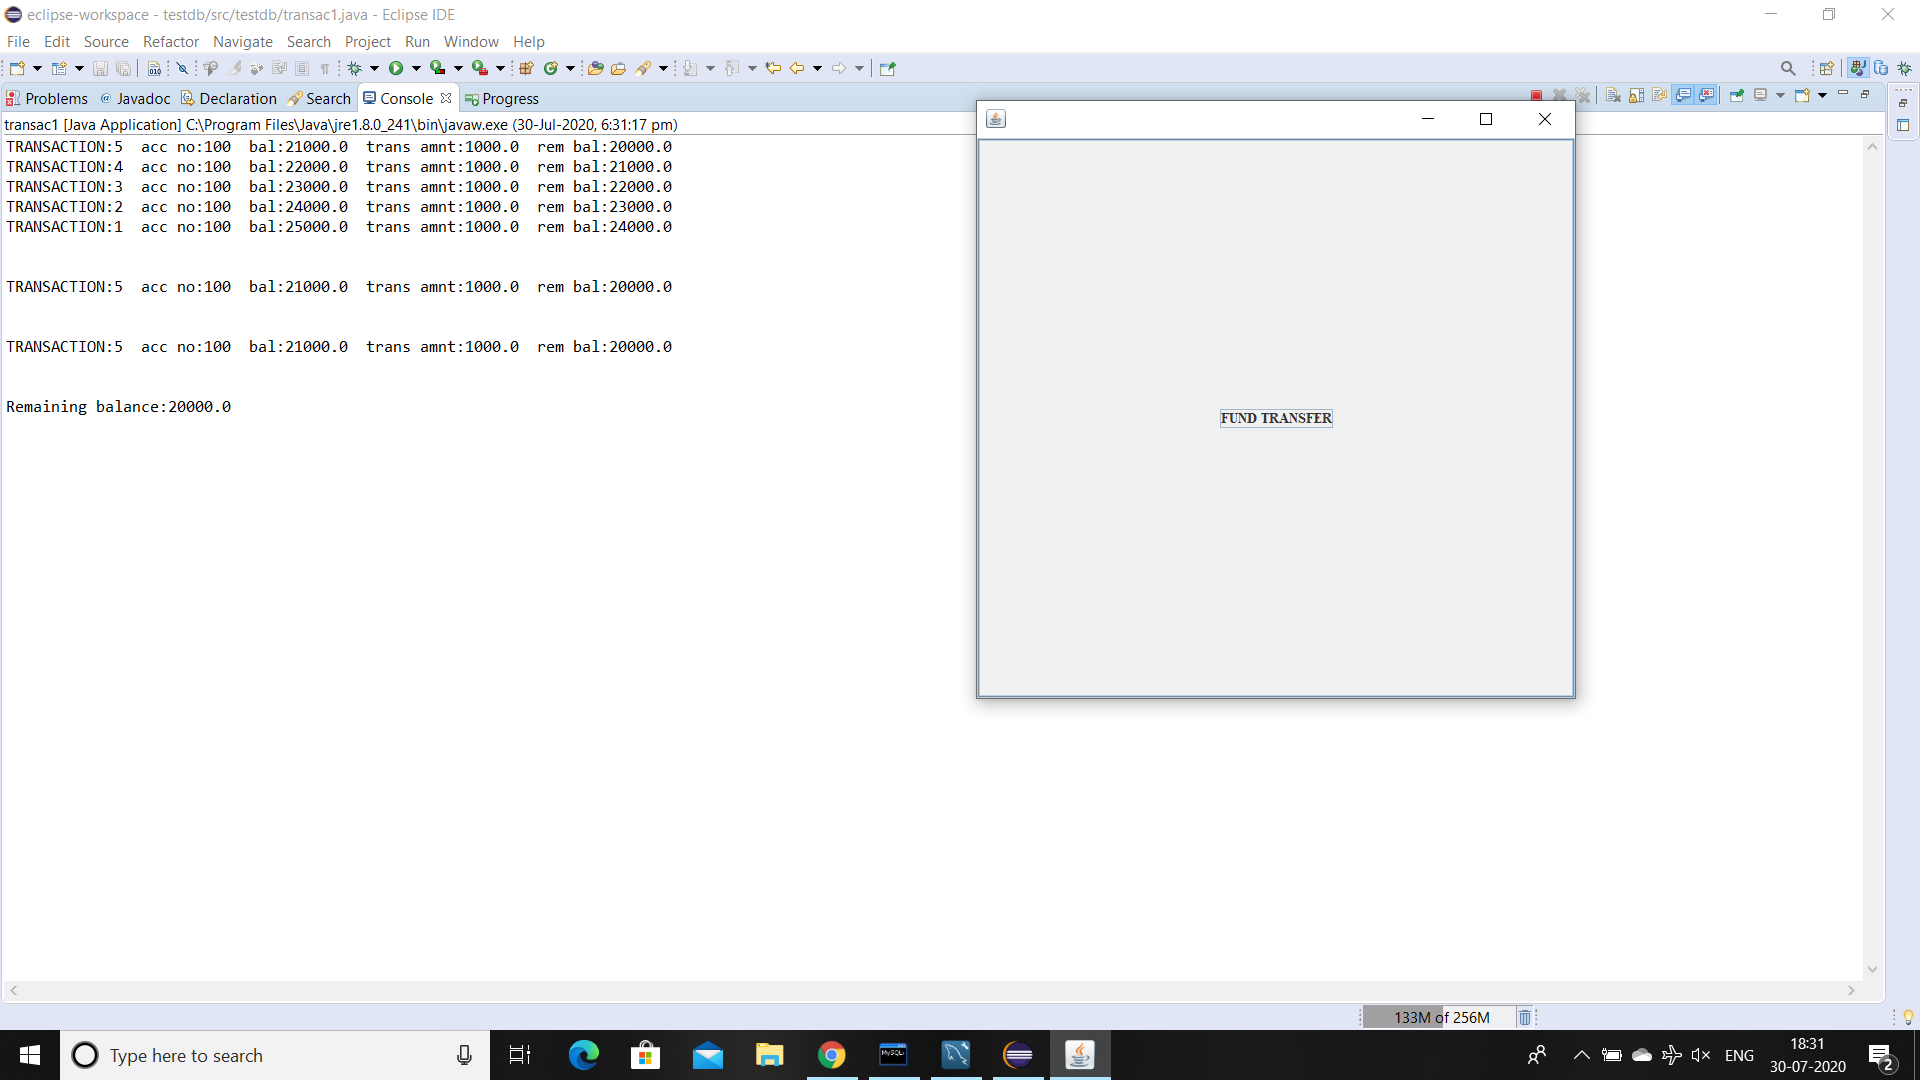 eclipse-workspace - testdb/src/testdb/transac1.java - Eclipse IDE
File Edit Source Refactor Navigate Search Project Run Window Help
Problems @ Javadoc Declaration Search Console Progress
transac1 [Java Application] C:\Program Files\Java\jre1.8.0_241\bin\javaw.exe (30-Jul-2020, 6:31:17 pm)
TRANSACTION:5  acc no:100  bal:21000.0  trans amnt:1000.0  rem bal:20000.0
TRANSACTION:4  acc no:100  bal:22000.0  trans amnt:1000.0  rem bal:21000.0
TRANSACTION:3  acc no:100  bal:23000.0  trans amnt:1000.0  rem bal:22000.0
TRANSACTION:2  acc no:100  bal:24000.0  trans amnt:1000.0  rem bal:23000.0
TRANSACTION:1  acc no:100  bal:25000.0  trans amnt:1000.0  rem bal:24000.0
TRANSACTION:5  acc no:100  bal:21000.0  trans amnt:1000.0  rem bal:20000.0
TRANSACTION:5  acc no:100  bal:21000.0  trans amnt:1000.0  rem bal:20000.0
Remaining balance:20000.0
FUND TRANSFER
133M of 256M
Type here to search
MySQL
ENG
18:31
30-07-2020
2